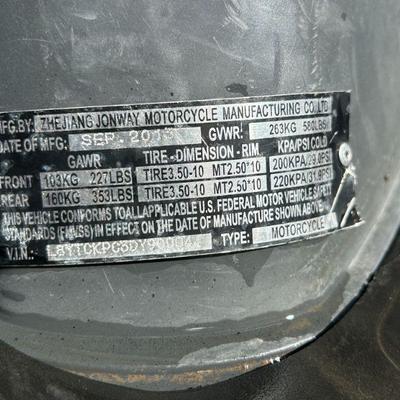 MFG.BY: ZHEJIANG JONWAY MOTORCYCLE MANUFACTURING CO.LTD
DATE OF MFG: SEP. GVWR: 263KG 580LBS
GAWR TIRE - DIMENSION - RIM KPA/PSI COLD
FRONT 103KG 227LBS TIRE3.50-10 MT2.50*10 200KPA(29.0PSI
REAR 160KG 353LBS TIRE3.50-10 MT2.50*10 220KPA(31.9PSI
THIS VEHICLE CONFORMS TO ALL APPLICABLE U.S. FEDERAL MOTOR VEHICLE SAFETY
STANDARDS (FMVSS) IN EFFECT ON THE DATE OF MANUFACTURE SHOWN ABOVE.
V.I.N: TYPE: MOTORCYCLE